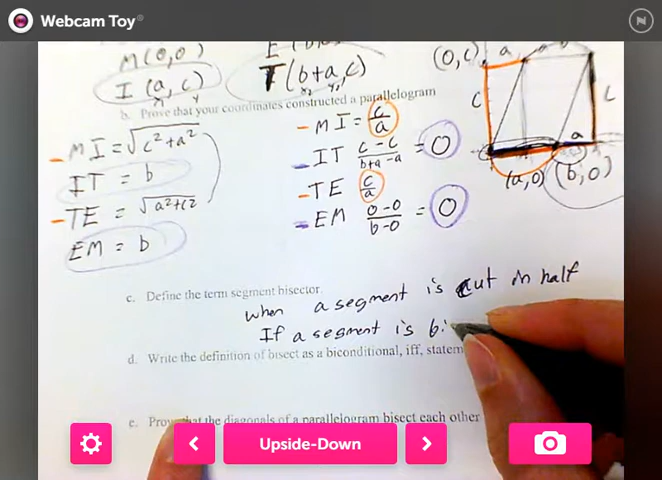 Webcam Toy
M(0,0)
I (a, c)
x y
T(b+a, c)
x₂ y₂
(0, c)
a
c
a
(a,0) (b,0)
b. Prove that your coordinates constructed a parallelogram
- MI = √c²+a²
IT = b
- TE = √a²+c2
EM = b
- MI = c/a
- IT c-c/b+a-a = 0
- TE c/a
- EM 0-0/b-0 = 0
c. Define the term segment bisector.
when a segment is cut in half
If a segment is bi
d. Write the definition of bisect as a biconditional, iff, statem
e. Prove that the diagonals of a parallelogram bisect each other
Upside-Down